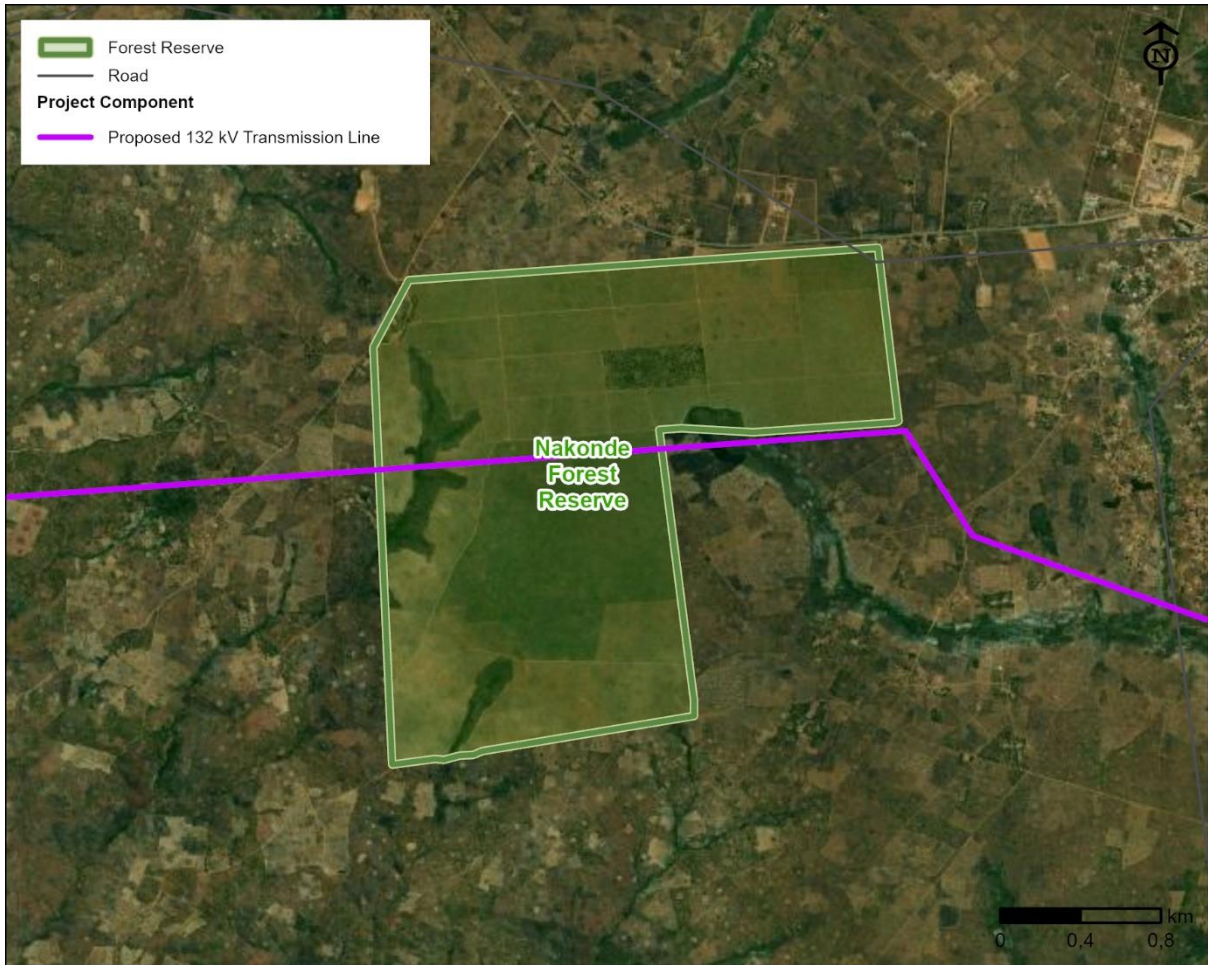 Forest Reserve
Road
Project Component
Proposed 132 kV Transmission Line
N
Nakonde
Forest
Reserve
km
0 0,4 0,8